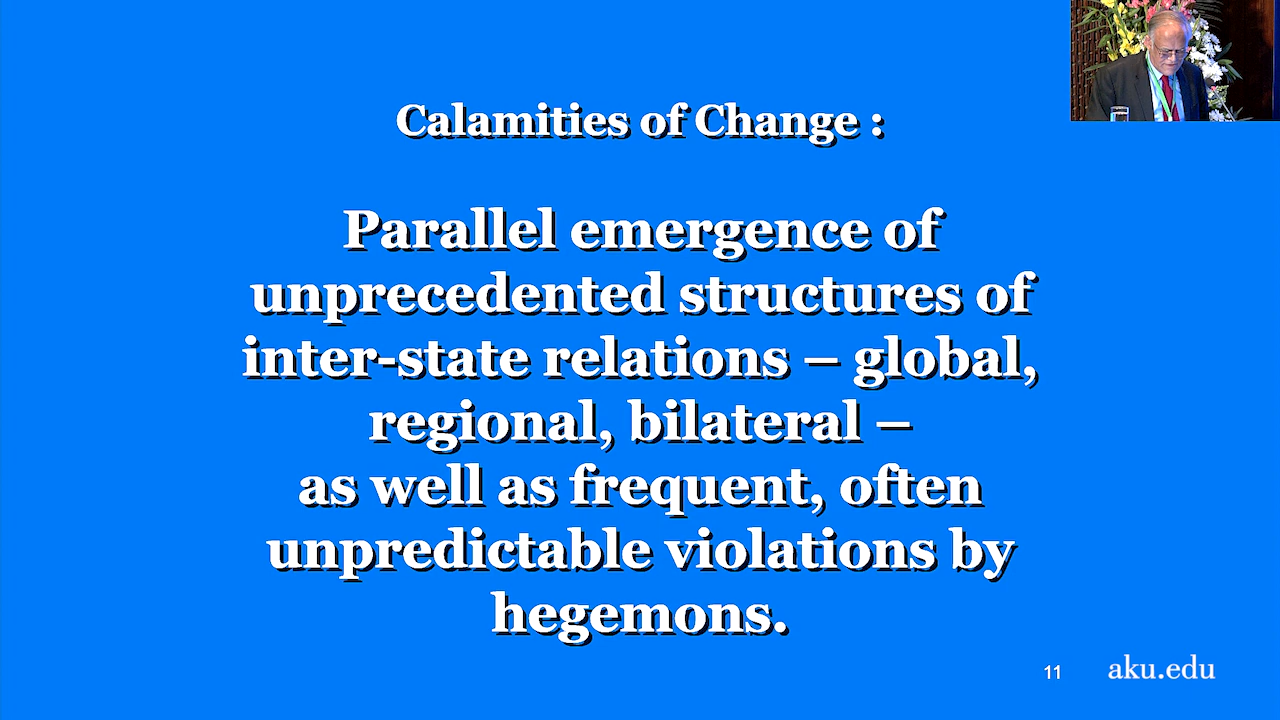 Calamities of Change :
Parallel emergence of
unprecedented structures of
inter-state relations – global,
regional, bilateral –
as well as frequent, often
unpredictable violations by
hegemons.
11
aku.edu